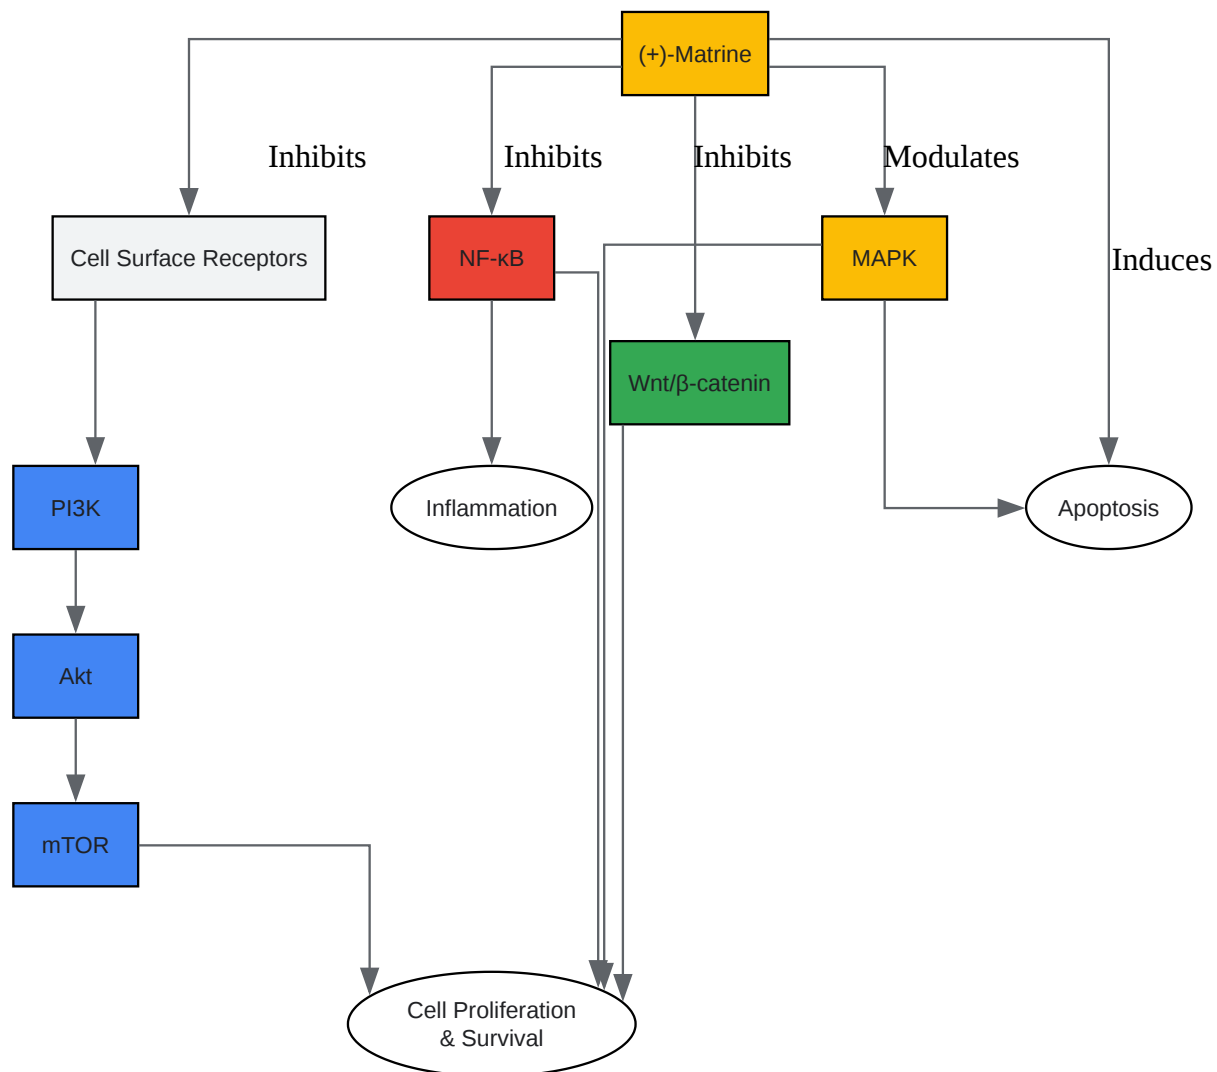 (+)-Matrine
Inhibits
Inhibits
Inhibits
Modulates
Cell Surface Receptors
NF-κB
MAPK
Induces
Wnt/β-catenin
PI3K
Inflammation
Apoptosis
Akt
mTOR
Cell Proliferation
& Survival